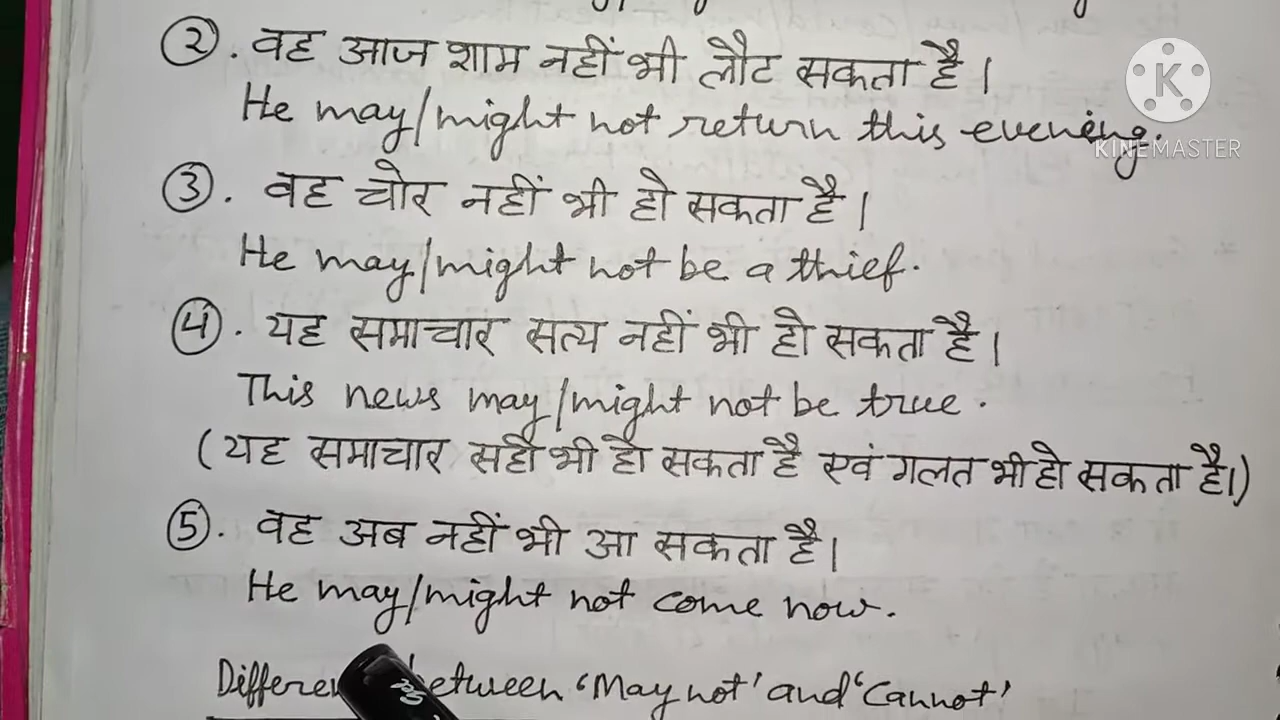 ②. वह आज शाम नहीं भी लौट सकता है।
He may/might not return this evening.
KINEMASTER
③. वह चोर नहीं भी हो सकता है।
He may/might not be a thief.
④. यह समाचार सत्य नहीं भी हो सकता है।
This news may/might not be true.
(यह समाचार सही भी हो सकता है एवं गलत भी हो सकता है।)
⑤. वह अब नहीं भी आ सकता है।
He may/might not come now.
'May not' and 'Cannot'